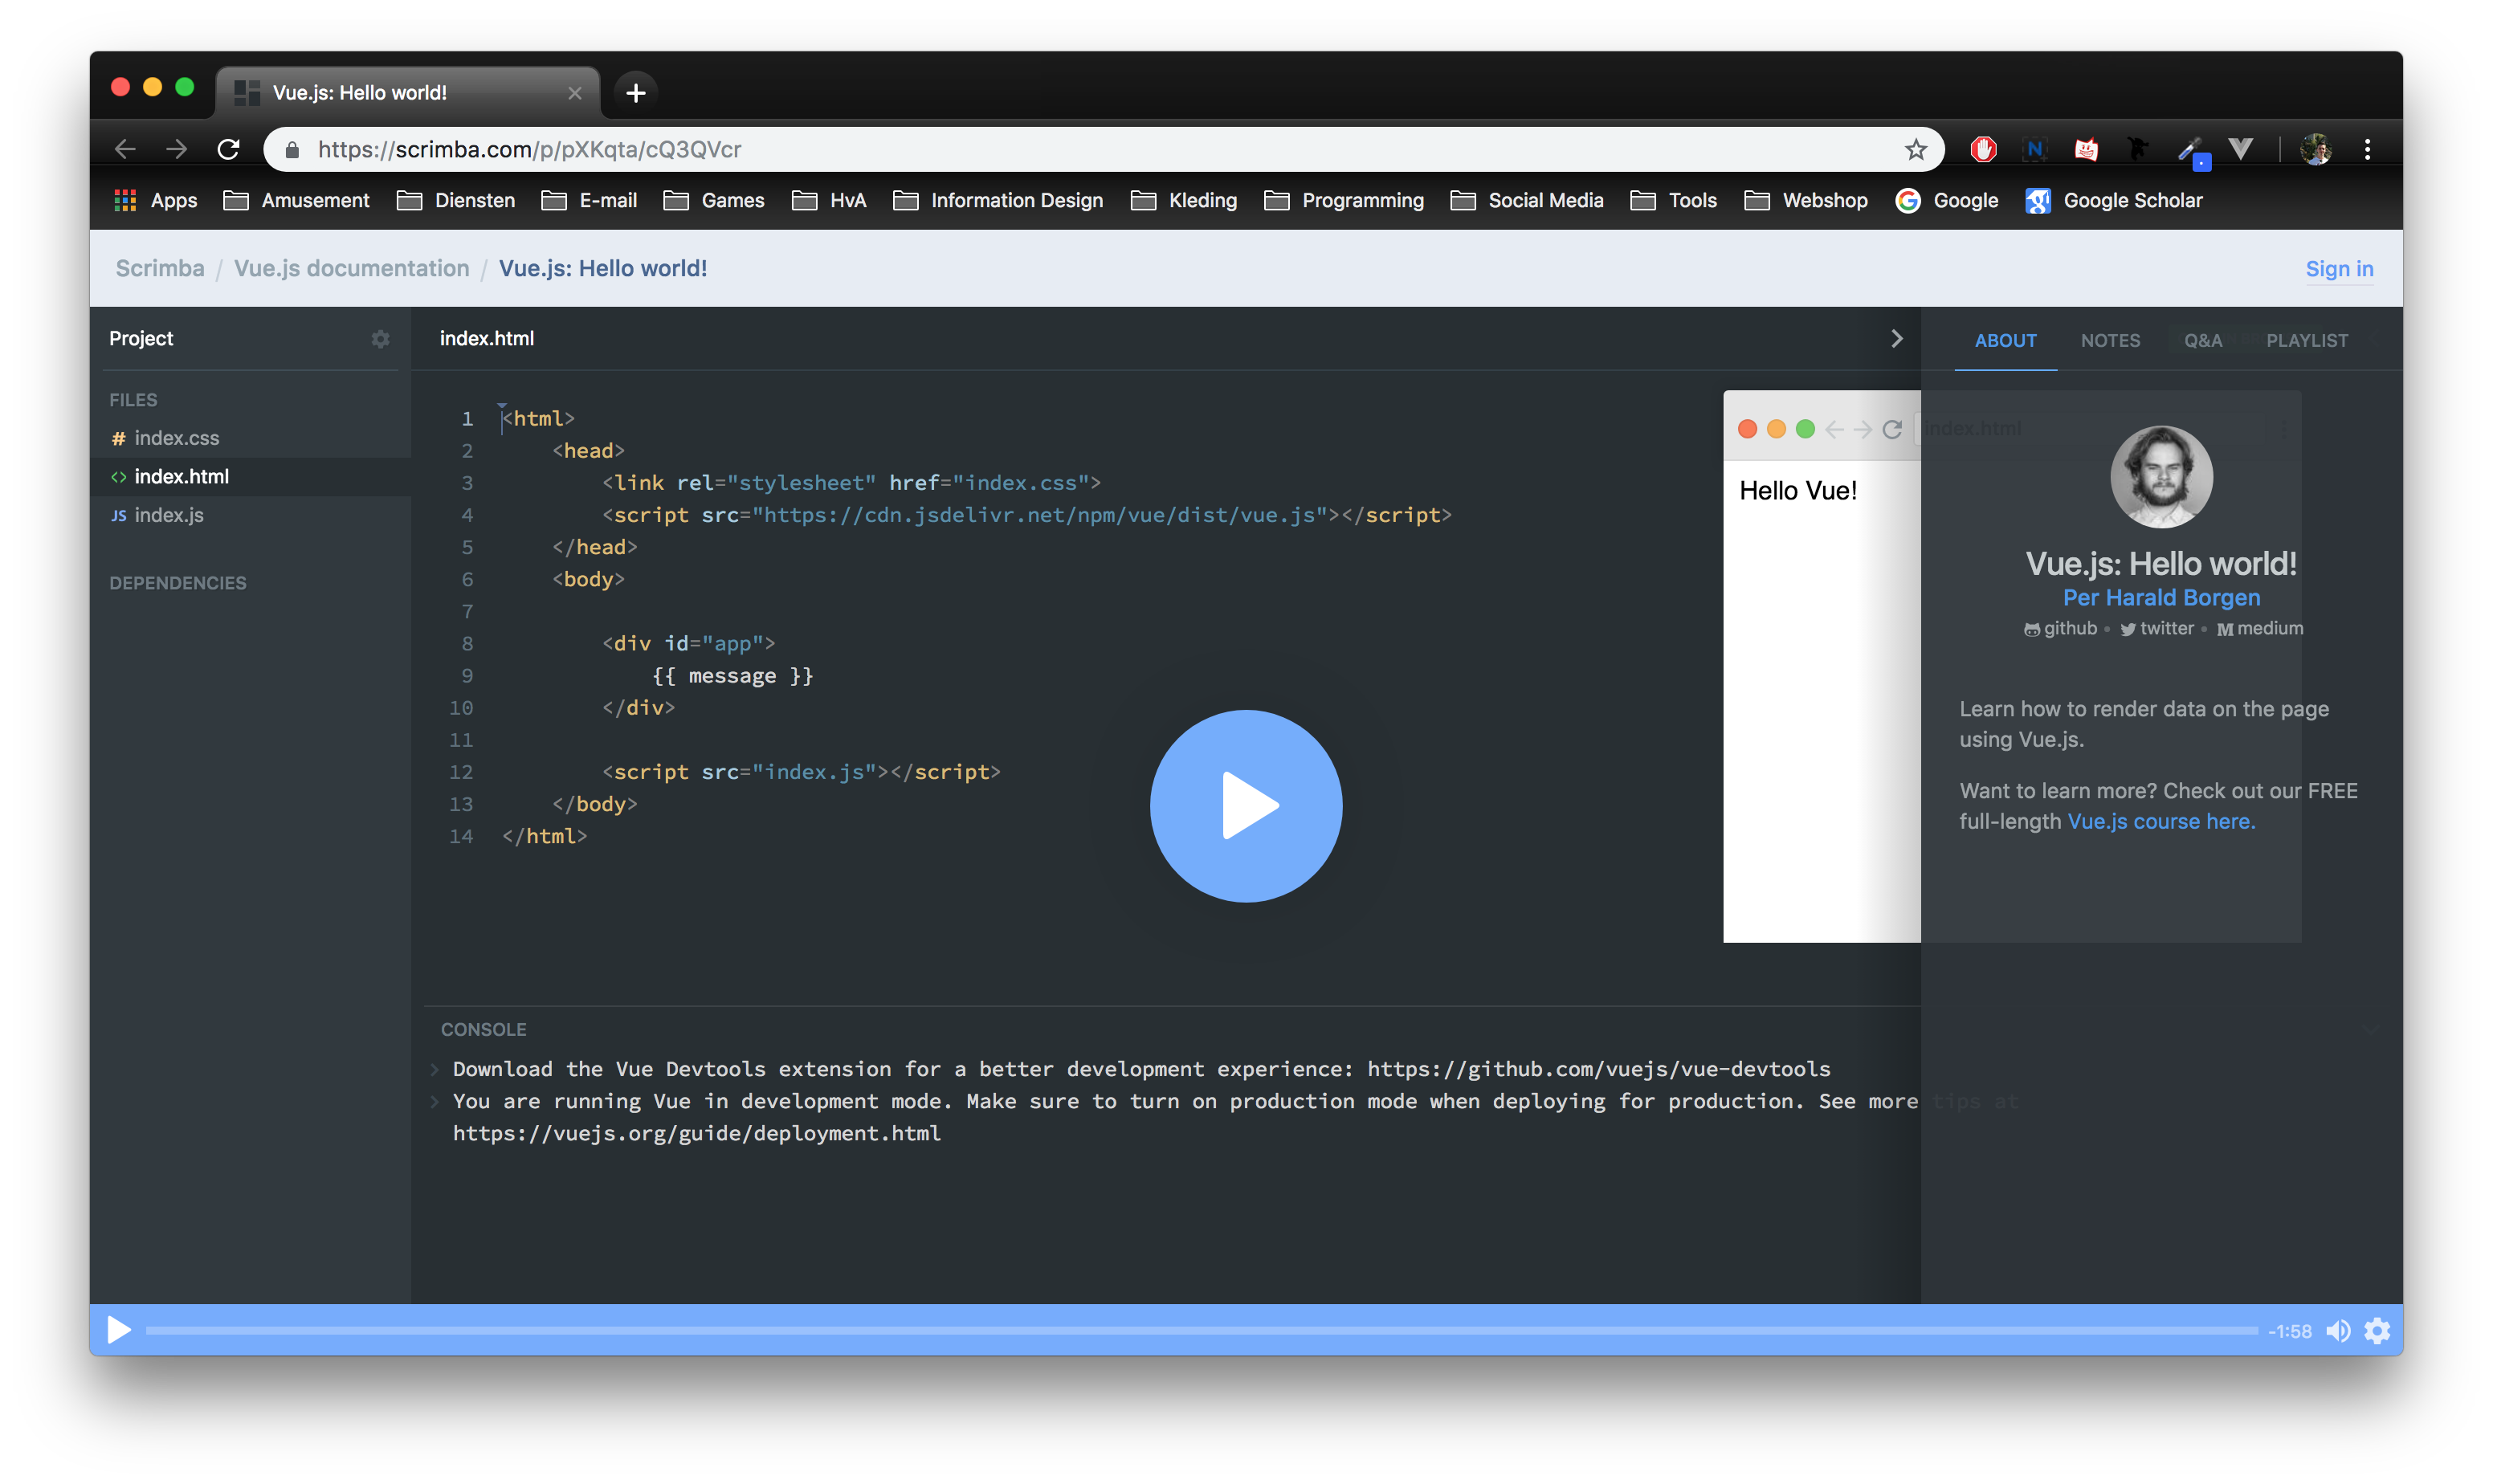 Vue.js: Hello world!
https://scrimba.com/p/pXKqta/cQ3QVcr
Apps Amusement Diensten E-mail Games HvA Information Design Kleding Programming Social Media Tools Webshop Google Google Scholar
Scrimba / Vue.js documentation / Vue.js: Hello world! Sign in
Project
FILES
# index.css
<> index.html
JS index.js
DEPENDENCIES
index.html
1 <html>
2 <head>
3 <link rel="stylesheet" href="index.css">
4 <script src="https://cdn.jsdelivr.net/npm/vue/dist/vue.js"></script>
5 </head>
6 <body>
7
8 <div id="app">
9 {{ message }}
10 </div>
11
12 <script src="index.js"></script>
13 </body>
14 </html>
index.html
Hello Vue!
ABOUT NOTES Q&A PLAYLIST
Vue.js: Hello world!
Per Harald Borgen
github • twitter • medium
Learn how to render data on the page
using Vue.js.
Want to learn more? Check out our FREE
full-length Vue.js course here.
CONSOLE
> Download the Vue Devtools extension for a better development experience: https://github.com/vuejs/vue-devtools
> You are running Vue in development mode. Make sure to turn on production mode when deploying for production. See more tips at
https://vuejs.org/guide/deployment.html
-1:58